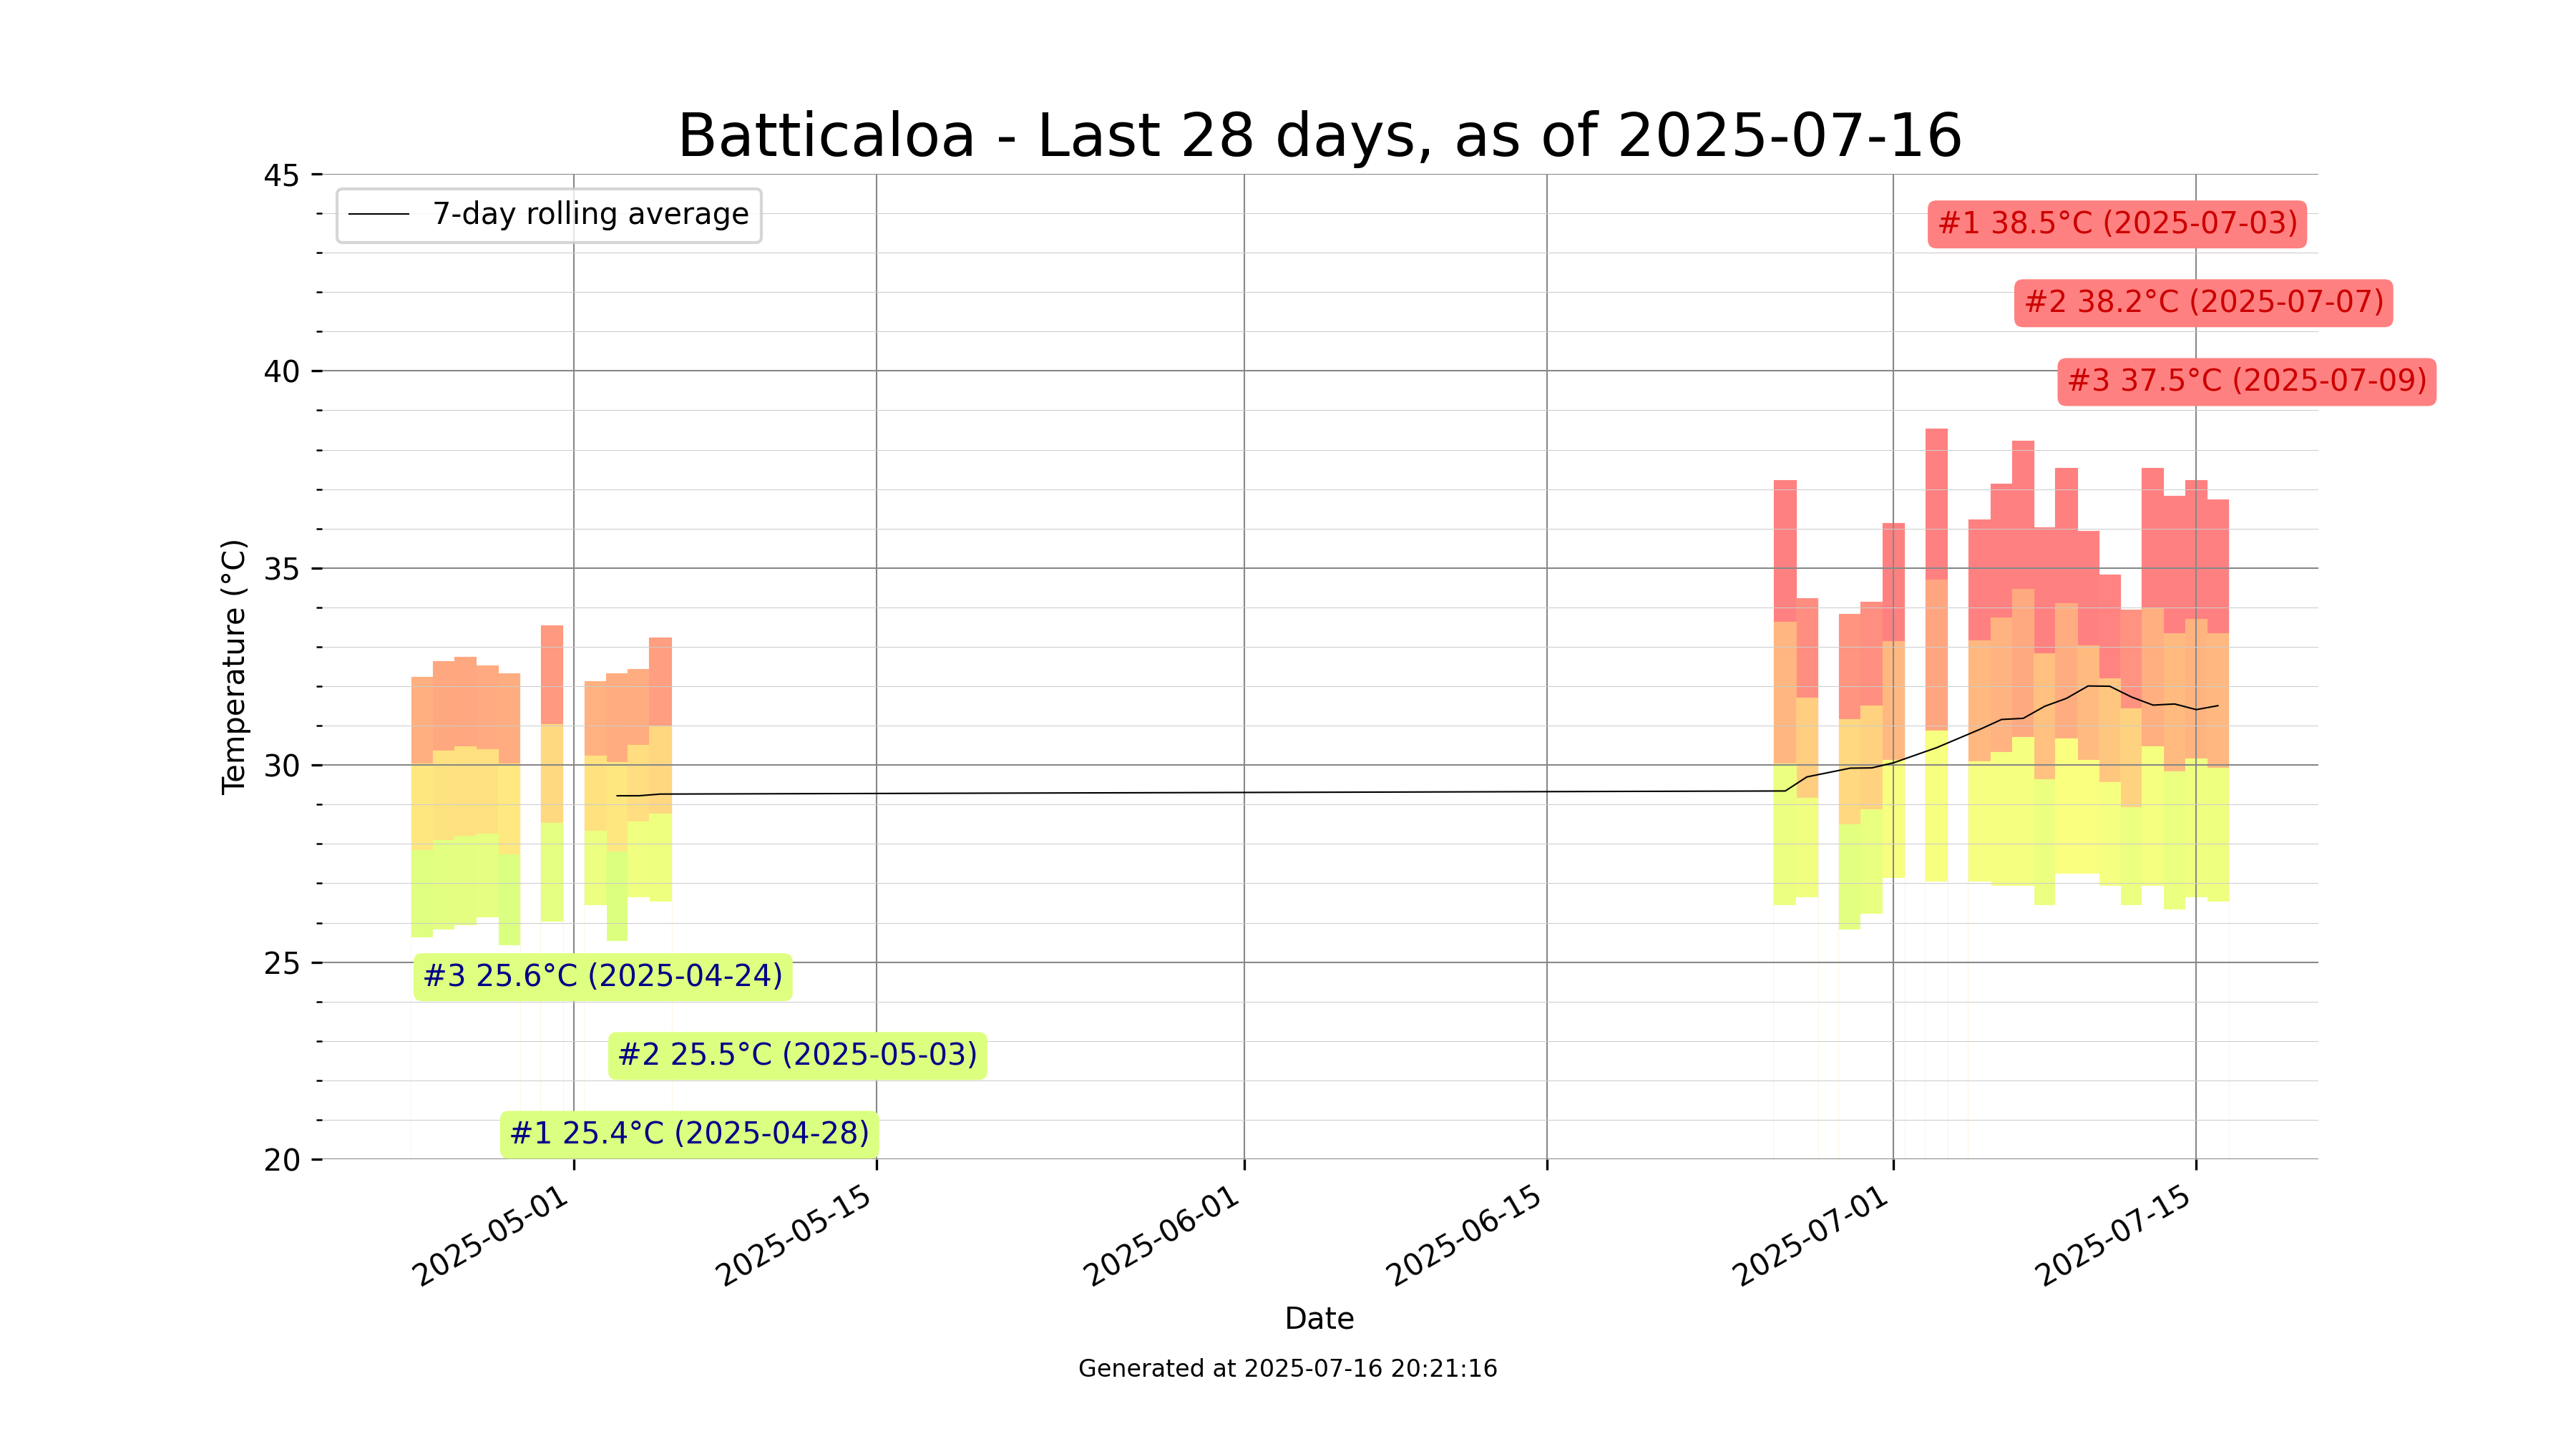 Batticaloa - Last 28 days, as of 2025-07-16
45
40
35
30
25
20
Temperature (°C)
7-day rolling average
#1 38.5°C (2025-07-03)
#2 38.2°C (2025-07-07)
#3 37.5°C (2025-07-09)
#3 25.6°C (2025-04-24)
#2 25.5°C (2025-05-03)
#1 25.4°C (2025-04-28)
2025-05-01
2025-05-15
2025-06-01
2025-06-15
2025-07-01
2025-07-15
Date
Generated at 2025-07-16 20:21:16